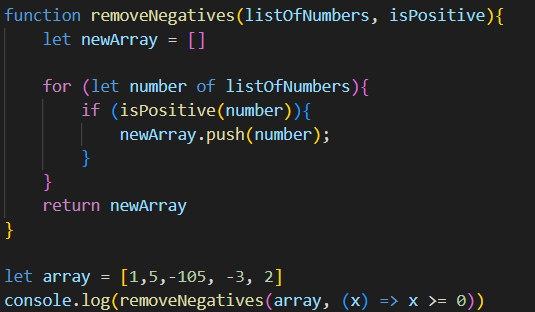 function removeNegatives(listOfNumbers, isPositive){
    let newArray = []
    for (let number of listOfNumbers){
        if (isPositive(number)){
            newArray.push(number);
        }
    }
    return newArray
}
let array = [1,5,-105, -3, 2]
console.log(removeNegatives(array, (x) => x >= 0))